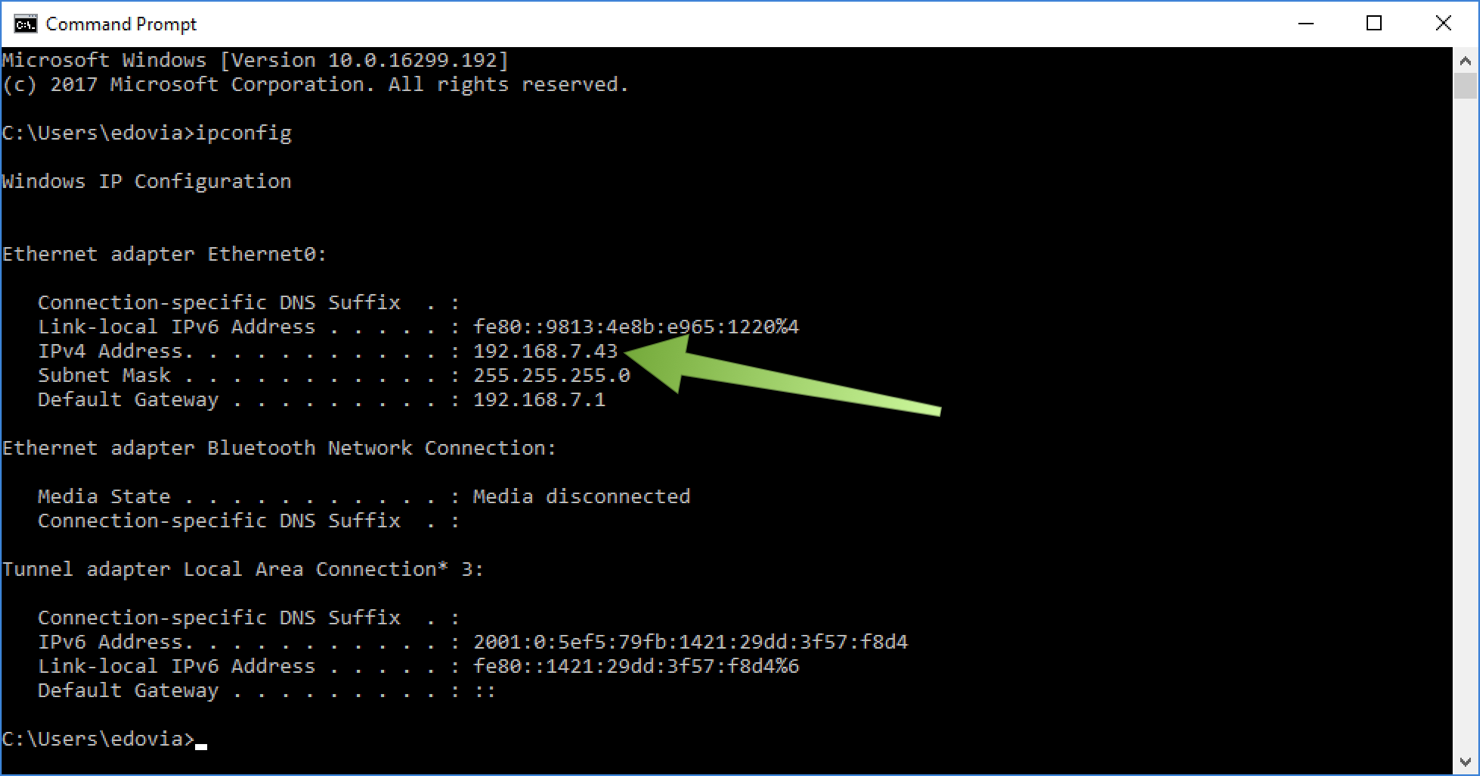 Command Prompt
Microsoft Windows [Version 10.0.16299.192]
(c) 2017 Microsoft Corporation. All rights reserved.
C:\Users\edovia>ipconfig
Windows IP Configuration
Ethernet adapter Ethernet0:
   Connection-specific DNS Suffix  . :
   Link-local IPv6 Address . . . . . : fe80::9813:4e8b:e965:1220%4
   IPv4 Address. . . . . . . . . . . : 192.168.7.43
   Subnet Mask . . . . . . . . . . . : 255.255.255.0
   Default Gateway . . . . . . . . . : 192.168.7.1
Ethernet adapter Bluetooth Network Connection:
   Media State . . . . . . . . . . . : Media disconnected
   Connection-specific DNS Suffix  . :
Tunnel adapter Local Area Connection* 3:
   Connection-specific DNS Suffix  . :
   IPv6 Address. . . . . . . . . . . : 2001:0:5ef5:79fb:1421:29dd:3f57:f8d4
   Link-local IPv6 Address . . . . . : fe80::1421:29dd:3f57:f8d4%6
   Default Gateway . . . . . . . . . : ::
C:\Users\edovia>